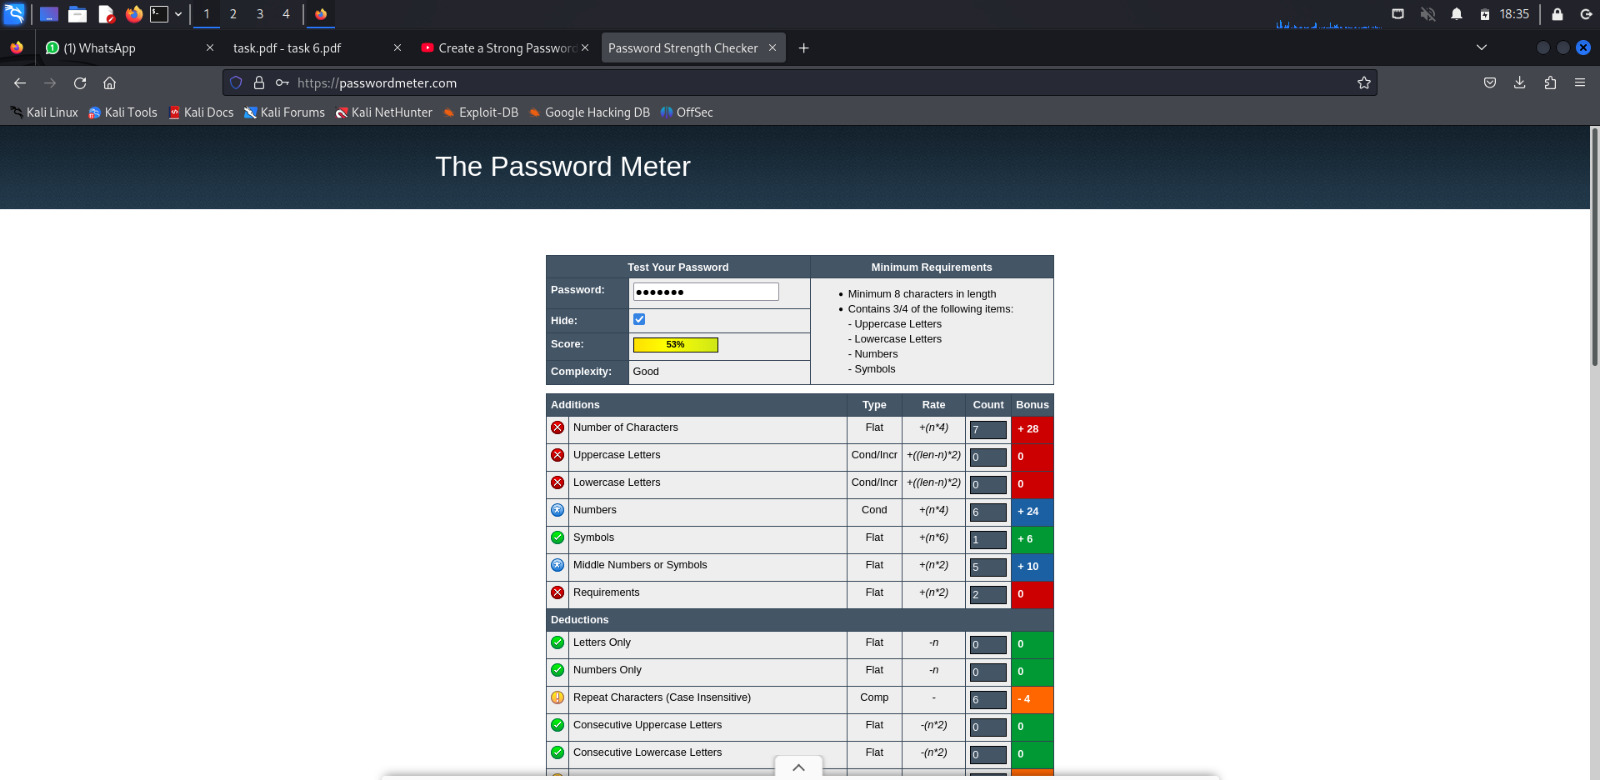 1 2 3 4 18:35
(1) WhatsApp task.pdf - task 6.pdf Create a Strong Password Password Strength Checker
https://passwordmeter.com
Kali Linux Kali Tools Kali Docs Kali Forums Kali NetHunter Exploit-DB Google Hacking DB OffSec
The Password Meter
Test Your Password Minimum Requirements
Password: ●●●●●●●
Hide:
Score: 53%
Complexity: Good
• Minimum 8 characters in length
• Contains 3/4 of the following items:
- Uppercase Letters
- Lowercase Letters
- Numbers
- Symbols
Additions Type Rate Count Bonus
Number of Characters Flat +(n*4) 7 + 28
Uppercase Letters Cond/Incr +((len-n)*2) 0 0
Lowercase Letters Cond/Incr +((len-n)*2) 0 0
Numbers Cond +(n*4) 6 + 24
Symbols Flat +(n*6) 1 + 6
Middle Numbers or Symbols Flat +(n*2) 5 + 10
Requirements Flat +(n*2) 2 0
Deductions
Letters Only Flat -n 0 0
Numbers Only Flat -n 0 0
Repeat Characters (Case Insensitive) Comp - 6 - 4
Consecutive Uppercase Letters Flat -(n*2) 0 0
Consecutive Lowercase Letters Flat -(n*2) 0 0